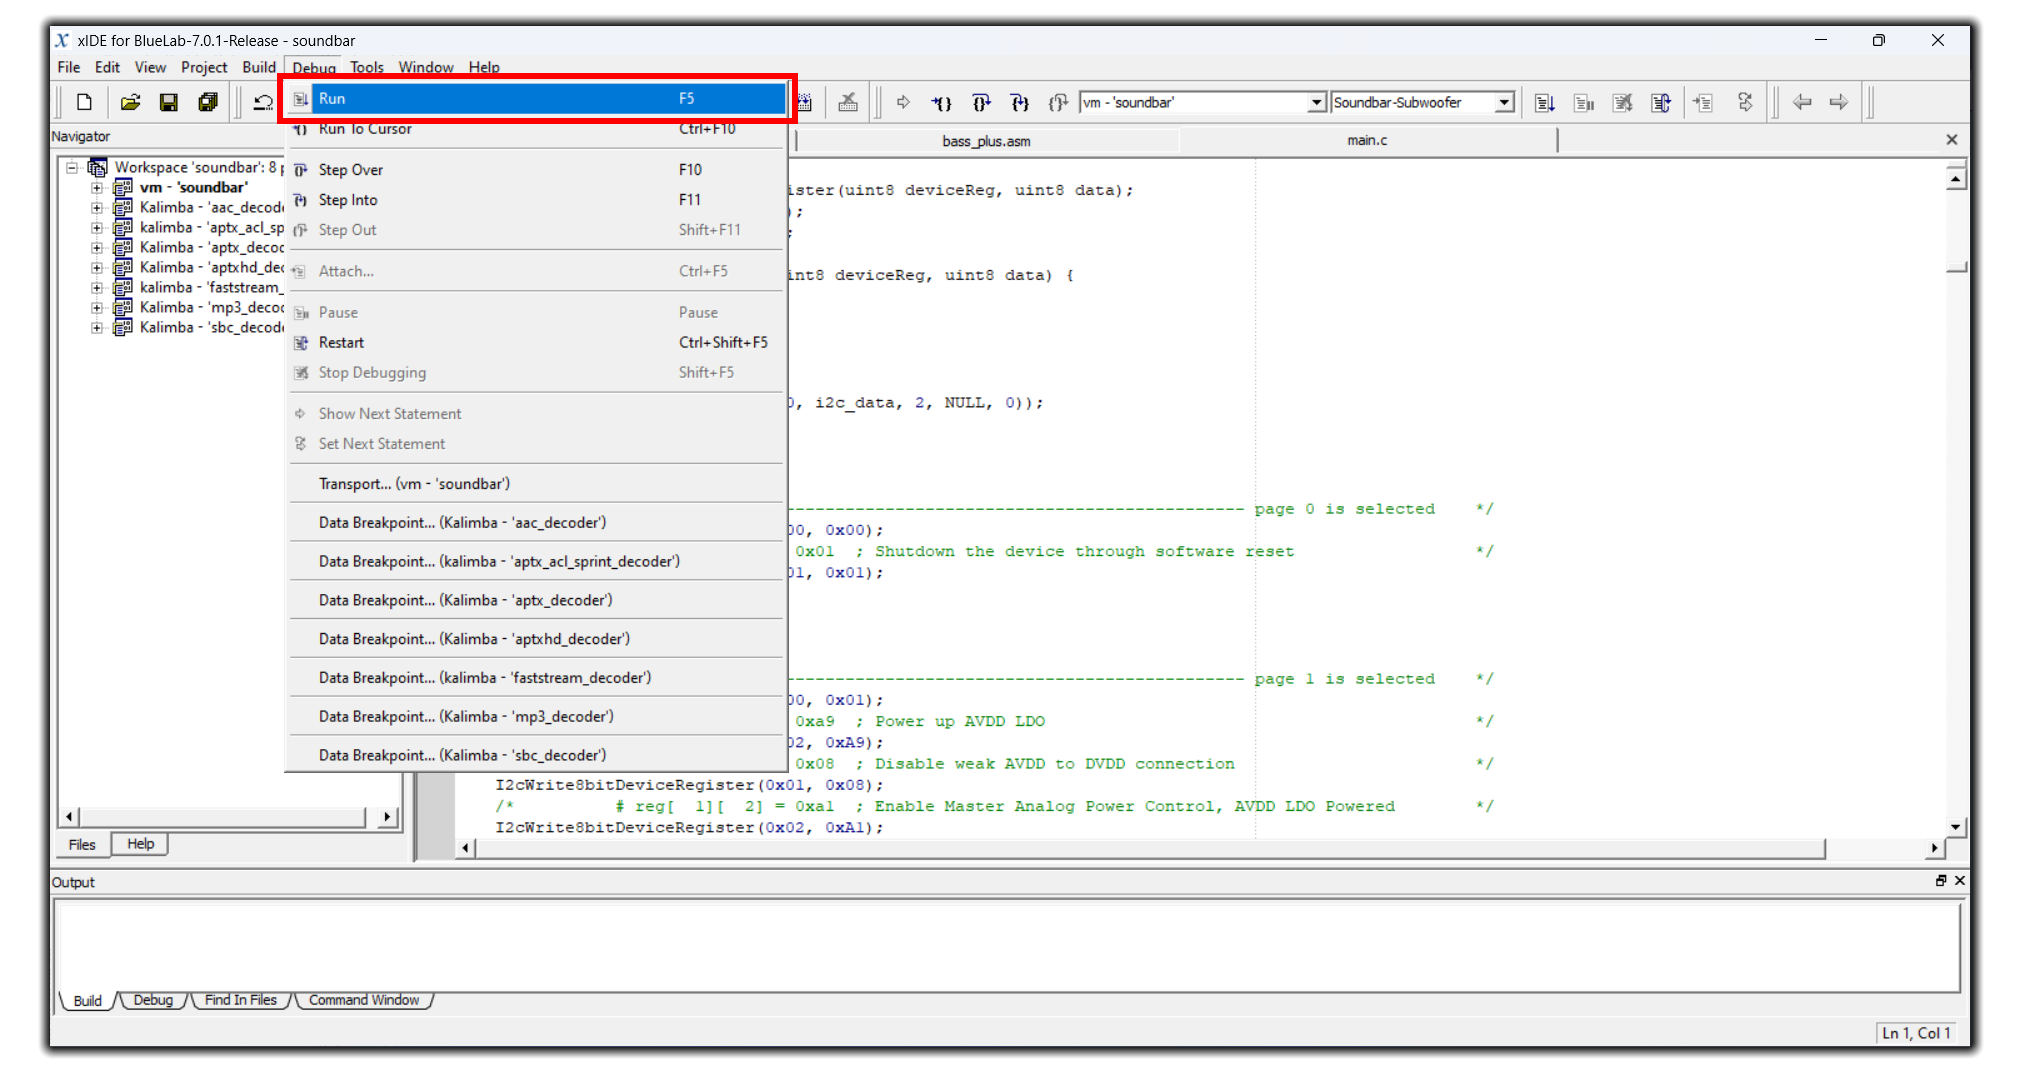 xIDE for BlueLab-7.0.1-Release - soundbar
File Edit View Project Build Debug Tools Window Help
vm - 'soundbar' Soundbar-Subwoofer
Run F5
Run To Cursor Ctrl+F10
Step Over F10
Step Into F11
Step Out Shift+F11
Attach... Ctrl+F5
Pause Pause
Restart Ctrl+Shift+F5
Stop Debugging Shift+F5
Show Next Statement
Set Next Statement
Transport... (vm - 'soundbar')
Data Breakpoint... (Kalimba - 'aac_decoder')
Data Breakpoint... (kalimba - 'aptx_acl_sprint_decoder')
Data Breakpoint... (Kalimba - 'aptx_decoder')
Data Breakpoint... (Kalimba - 'aptxhd_decoder')
Data Breakpoint... (kalimba - 'faststream_decoder')
Data Breakpoint... (Kalimba - 'mp3_decoder')
Data Breakpoint... (Kalimba - 'sbc_decoder')
Navigator
Workspace 'soundbar': 8 p
vm - 'soundbar'
Kalimba - 'aac_decod
kalimba - 'aptx_acl_sp
Kalimba - 'aptx_decoc
Kalimba - 'aptxhd_dec
kalimba - 'faststream_
Kalimba - 'mp3_decoc
Kalimba - 'sbc_decod
Files Help
bass_plus.asm main.c
ister(uint8 deviceReg, uint8 data);
);
;
int8 deviceReg, uint8 data) {
0, i2c_data, 2, NULL, 0));
-------------------------------------------- page 0 is selected */
00, 0x00);
0x01 ; Shutdown the device through software reset */
01, 0x01);
-------------------------------------------- page 1 is selected */
00, 0x01);
0xa9 ; Power up AVDD LDO */
02, 0xA9);
0x08 ; Disable weak AVDD to DVDD connection */
I2cWrite8bitDeviceRegister(0x01, 0x08);
/* # reg[ 1][ 2] = 0xa1 ; Enable Master Analog Power Control, AVDD LDO Powered */
I2cWrite8bitDeviceRegister(0x02, 0xA1);
Output
Build Debug Find In Files Command Window
Ln 1, Col 1